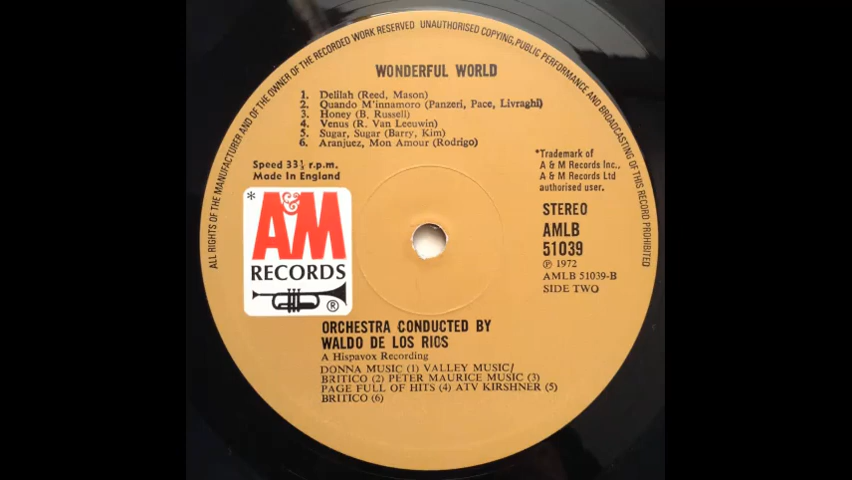 ALL RIGHTS OF THE MANUFACTURER AND OF THE OWNER OF THE RECORDED WORK RESERVED UNAUTHORISED COPYING, PUBLIC PERFORMANCE AND BROADCASTING OF THIS RECORD PROHIBITED
WONDERFUL WORLD
1. Delilah (Reed, Mason)
2. Quando M'innamoro (Panzeri, Pace, Livraghi)
3. Honey (B. Russell)
4. Venus (R. Van Leeuwin)
5. Sugar, Sugar (Barry, Kim)
6. Aranjuez, Mon Amour (Rodrigo)
Speed 33⅓ r.p.m.
Made In England
*Trademark of
A & M Records Inc.,
A & M Records Ltd
authorised user.
* A&M
RECORDS
®
STEREO
AMLB
51039
℗ 1972
AMLB 51039-B
SIDE TWO
ORCHESTRA CONDUCTED BY
WALDO DE LOS RIOS
A Hispavox Recording
DONNA MUSIC (1) VALLEY MUSIC/
BRITICO (2) PETER MAURICE MUSIC (3)
PAGE FULL OF HITS (4) ATV KIRSHNER (5)
BRITICO (6)